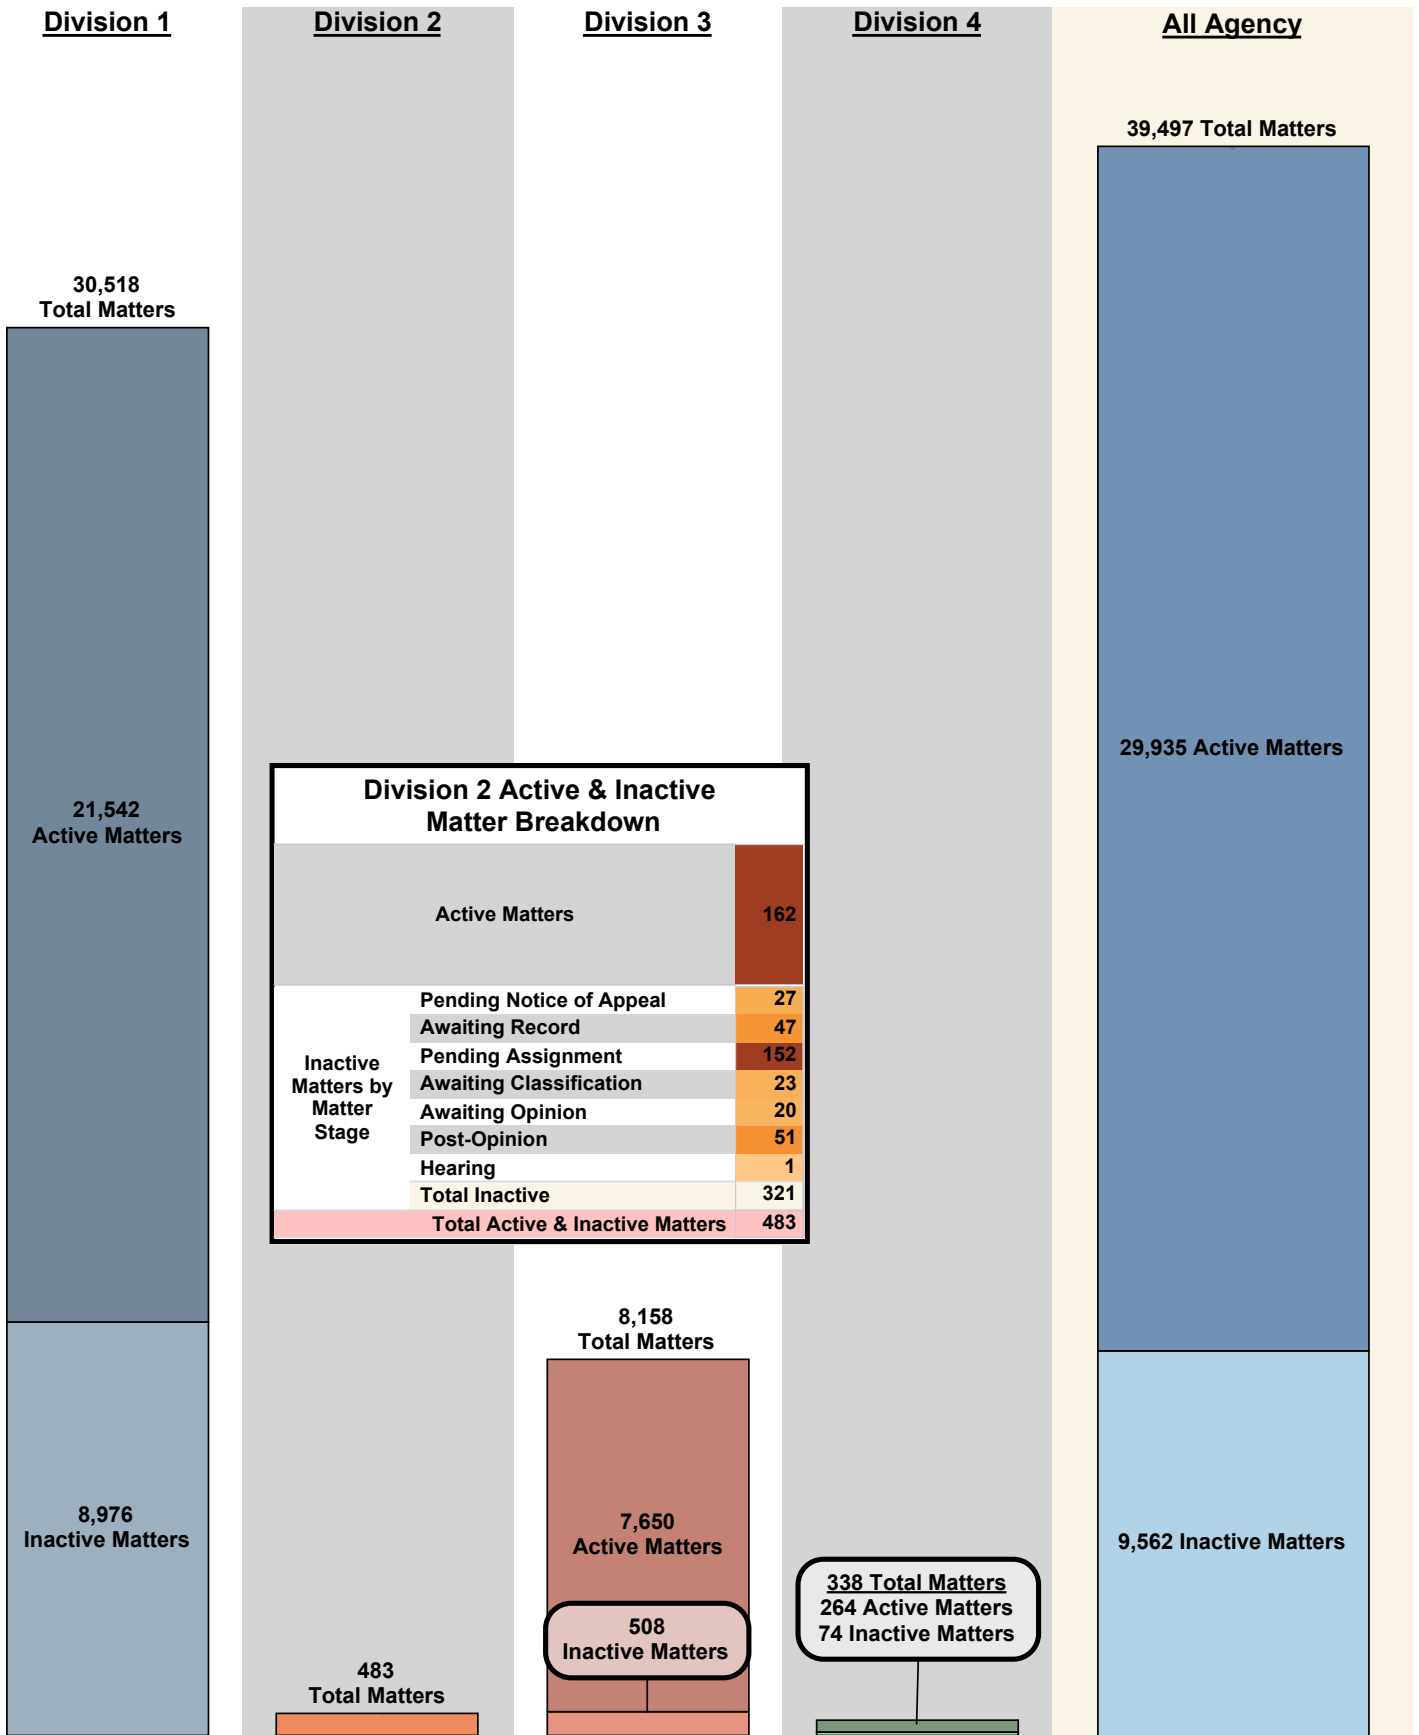 Division 1
Division 2
Division 3
Division 4
All Agency
39,497 Total Matters
30,518
Total Matters
29,935 Active Matters
21,542
Active Matters
Division 2 Active & Inactive
Matter Breakdown
Active Matters 162
Inactive
Matters by
Matter
Stage
Pending Notice of Appeal 27
Awaiting Record 47
Pending Assignment 152
Awaiting Classification 23
Awaiting Opinion 20
Post-Opinion 51
Hearing 1
Total Inactive 321
Total Active & Inactive Matters 483
8,158
Total Matters
8,976
Inactive Matters
7,650
Active Matters
9,562 Inactive Matters
508
Inactive Matters
338 Total Matters
264 Active Matters
74 Inactive Matters
483
Total Matters